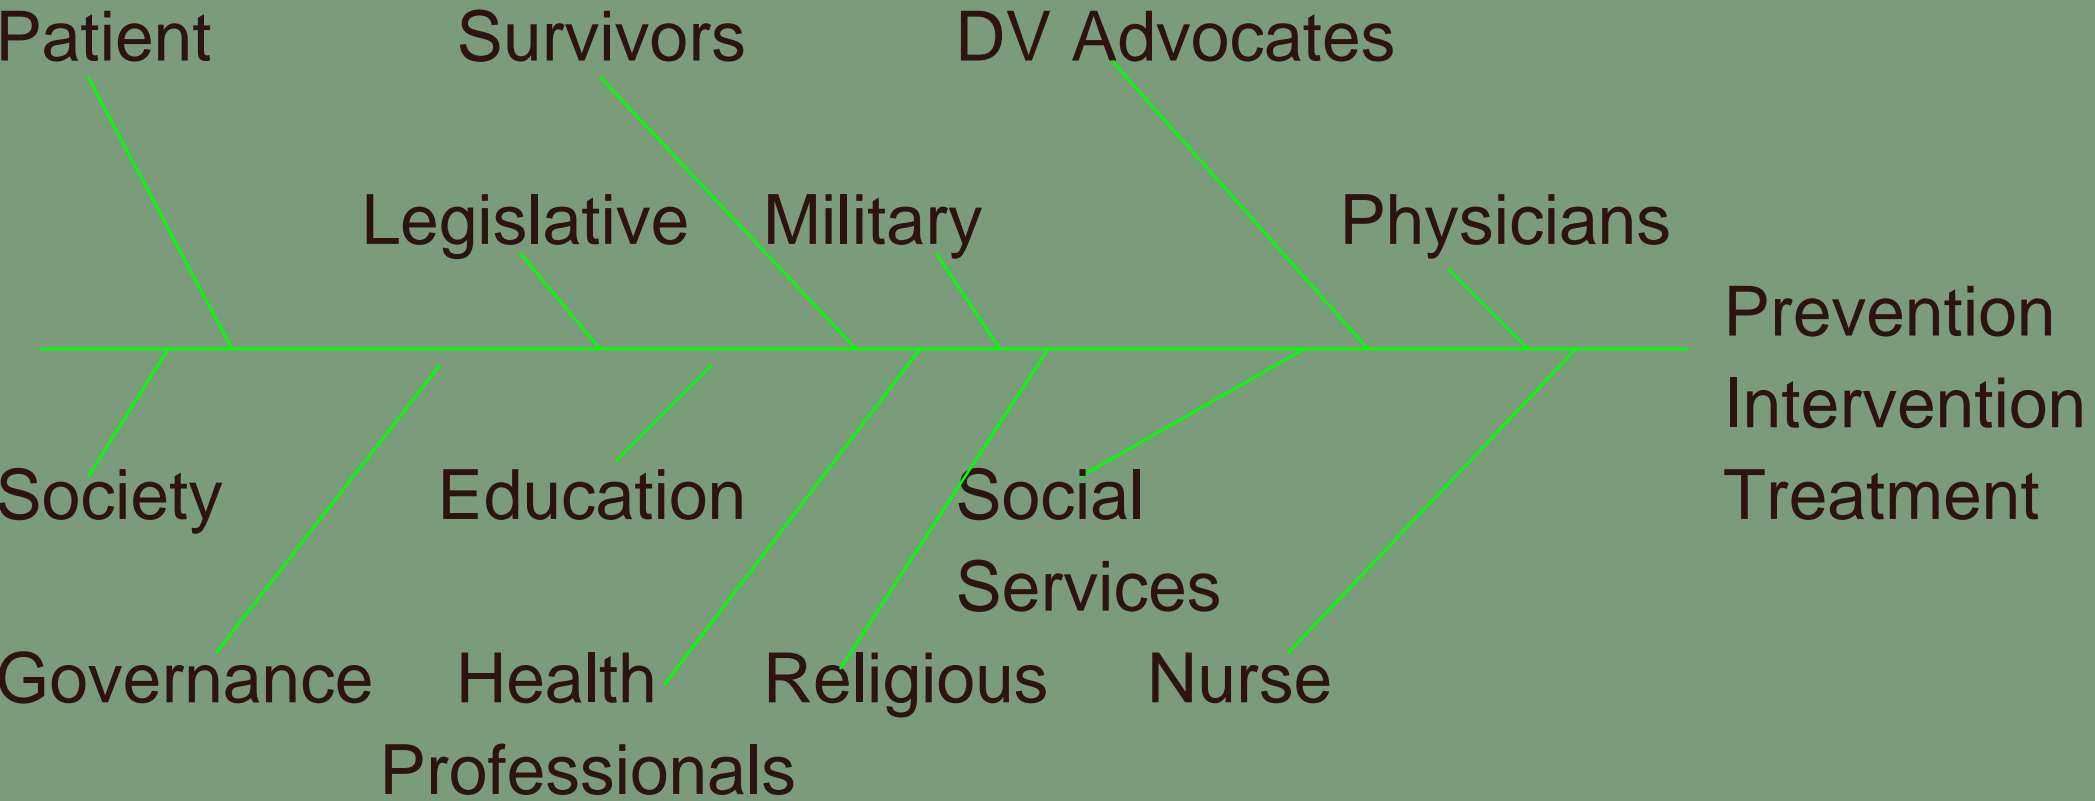 Patient Survivors DV Advocates
Legislative Military Physicians
Prevention
Intervention
Society Education Social Treatment
Services
Governance Health Religious Nurse
Professionals